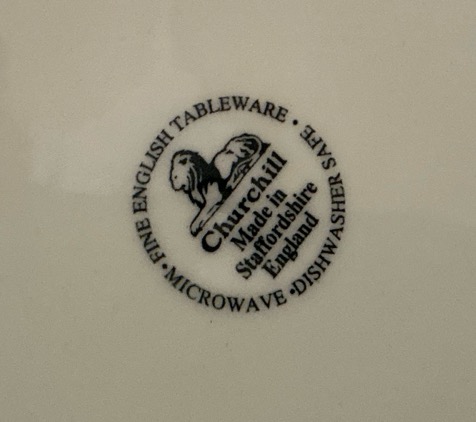 • FINE ENGLISH TABLEWARE •
Churchill
Made in
Staffordshire
England
MICROWAVE • DISHWASHER SAFE